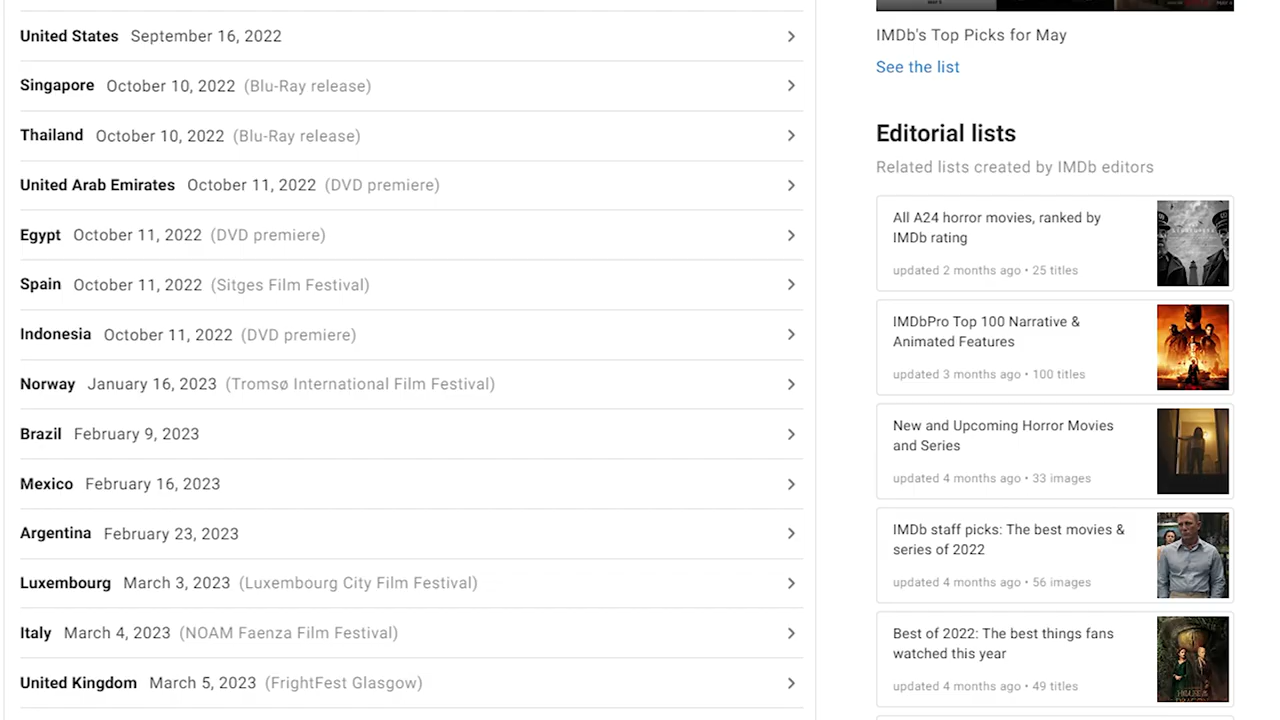 United States September 16, 2022
Singapore October 10, 2022 (Blu-Ray release)
Thailand October 10, 2022 (Blu-Ray release)
United Arab Emirates October 11, 2022 (DVD premiere)
Egypt October 11, 2022 (DVD premiere)
Spain October 11, 2022 (Sitges Film Festival)
Indonesia October 11, 2022 (DVD premiere)
Norway January 16, 2023 (Tromsø International Film Festival)
Brazil February 9, 2023
Mexico February 16, 2023
Argentina February 23, 2023
Luxembourg March 3, 2023 (Luxembourg City Film Festival)
Italy March 4, 2023 (NOAM Faenza Film Festival)
United Kingdom March 5, 2023 (FrightFest Glasgow)
IMDb's Top Picks for May
See the list
Editorial lists
Related lists created by IMDb editors
All A24 horror movies, ranked by
IMDb rating
updated 2 months ago • 25 titles
IMDbPro Top 100 Narrative &
Animated Features
updated 3 months ago • 100 titles
New and Upcoming Horror Movies
and Series
updated 4 months ago • 33 images
IMDb staff picks: The best movies &
series of 2022
updated 4 months ago • 56 images
Best of 2022: The best things fans
watched this year
updated 4 months ago • 49 titles